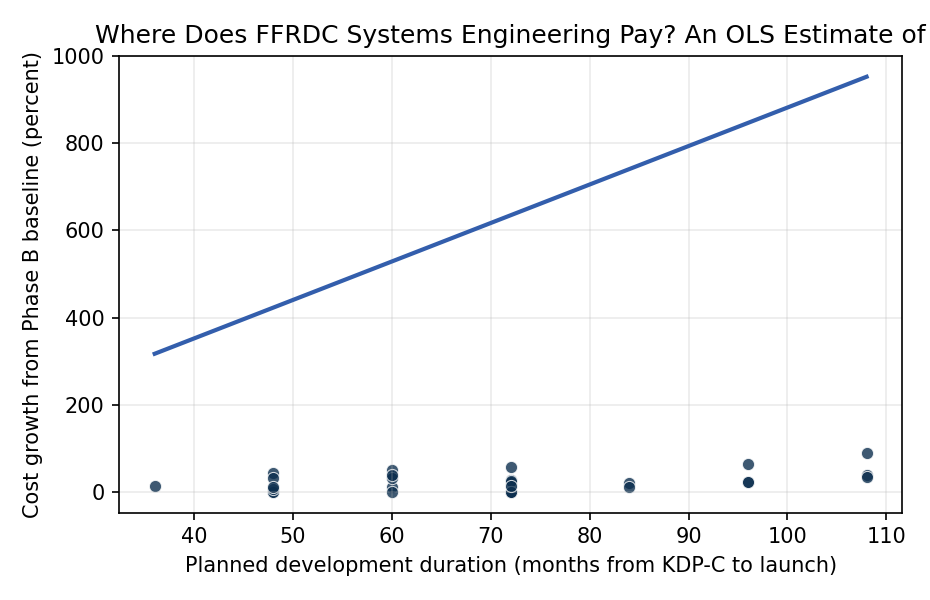 Where Does FFRDC Systems Engineering Pay? An OLS Estimate of
Cost growth from Phase B baseline (percent)
1000
800
600
400
200
0
40 50 60 70 80 90 100 110
Planned development duration (months from KDP-C to launch)